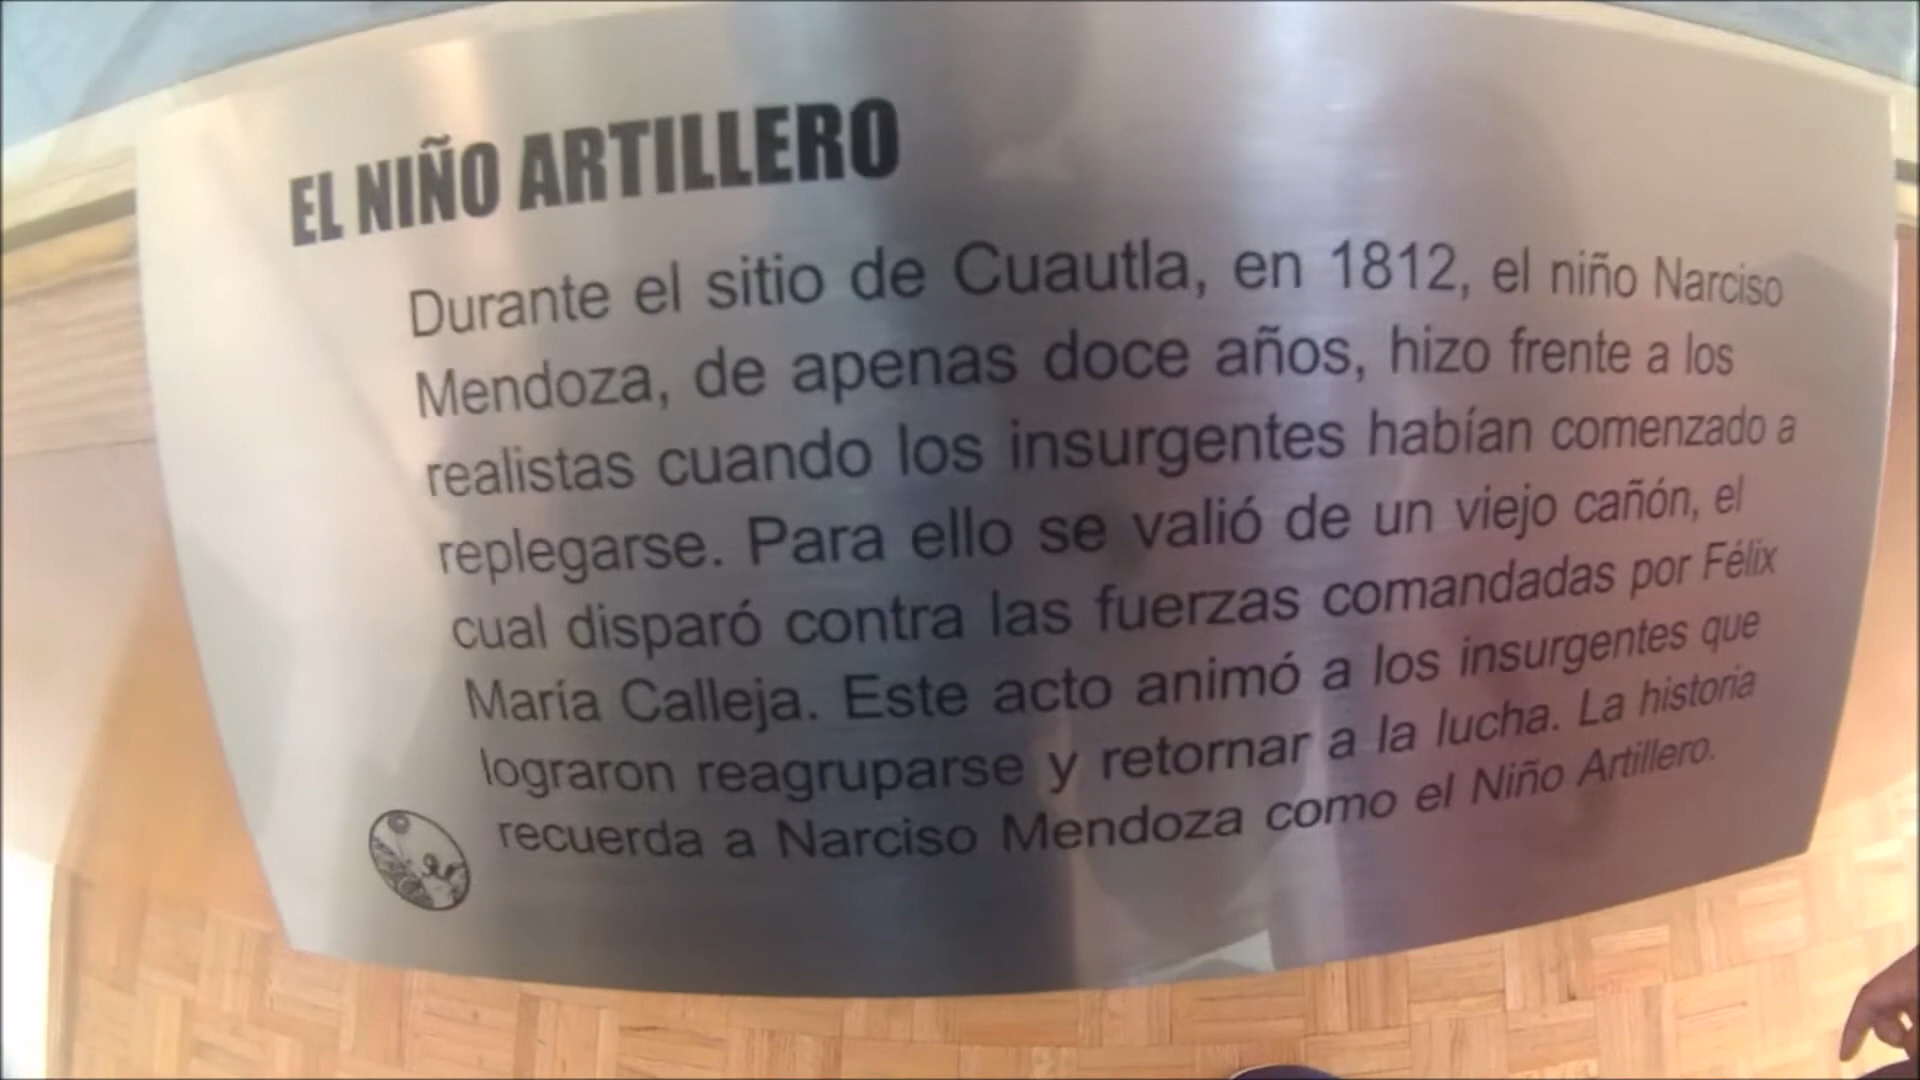 EL NIÑO ARTILLERO
Durante el sitio de Cuautla, en 1812, el niño Narciso
Mendoza, de apenas doce años, hizo frente a los
realistas cuando los insurgentes habían comenzado a
replegarse. Para ello se valió de un viejo cañón, el
cual disparó contra las fuerzas comandadas por Félix
María Calleja. Este acto animó a los insurgentes que
lograron reagruparse y retornar a la lucha. La historia
recuerda a Narciso Mendoza como el Niño Artillero.